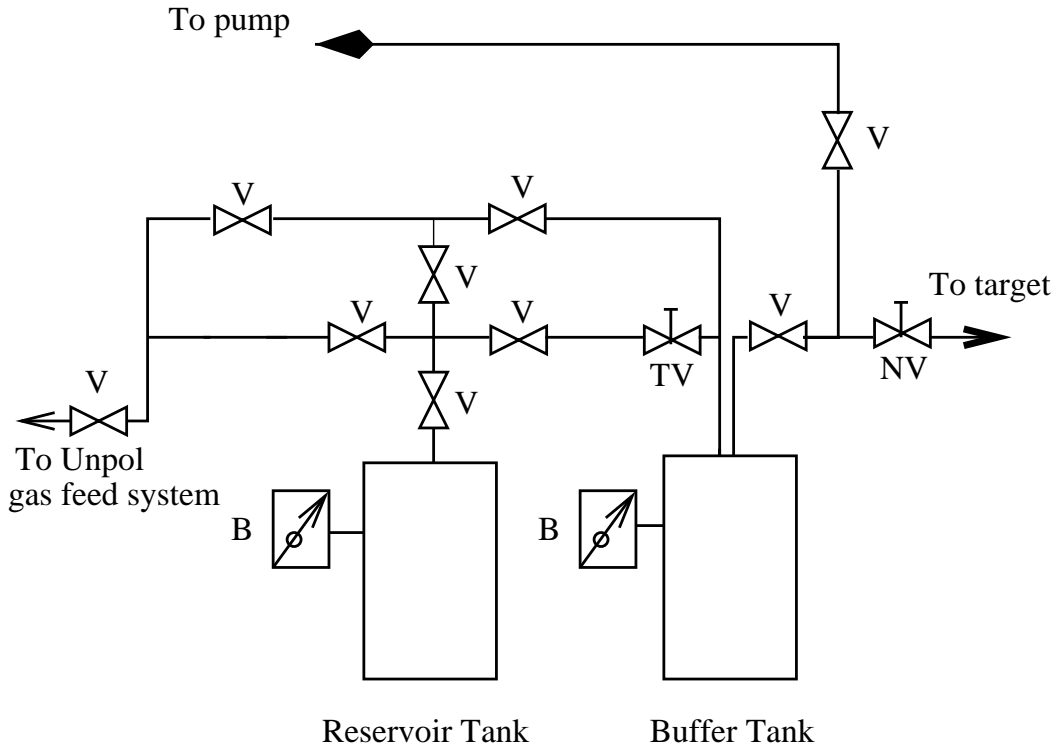 To pump
V
V
V
V
To target
V
V
V
TV
NV
V
V
To Unpol
gas feed system
B
B
Reservoir Tank
Buffer Tank